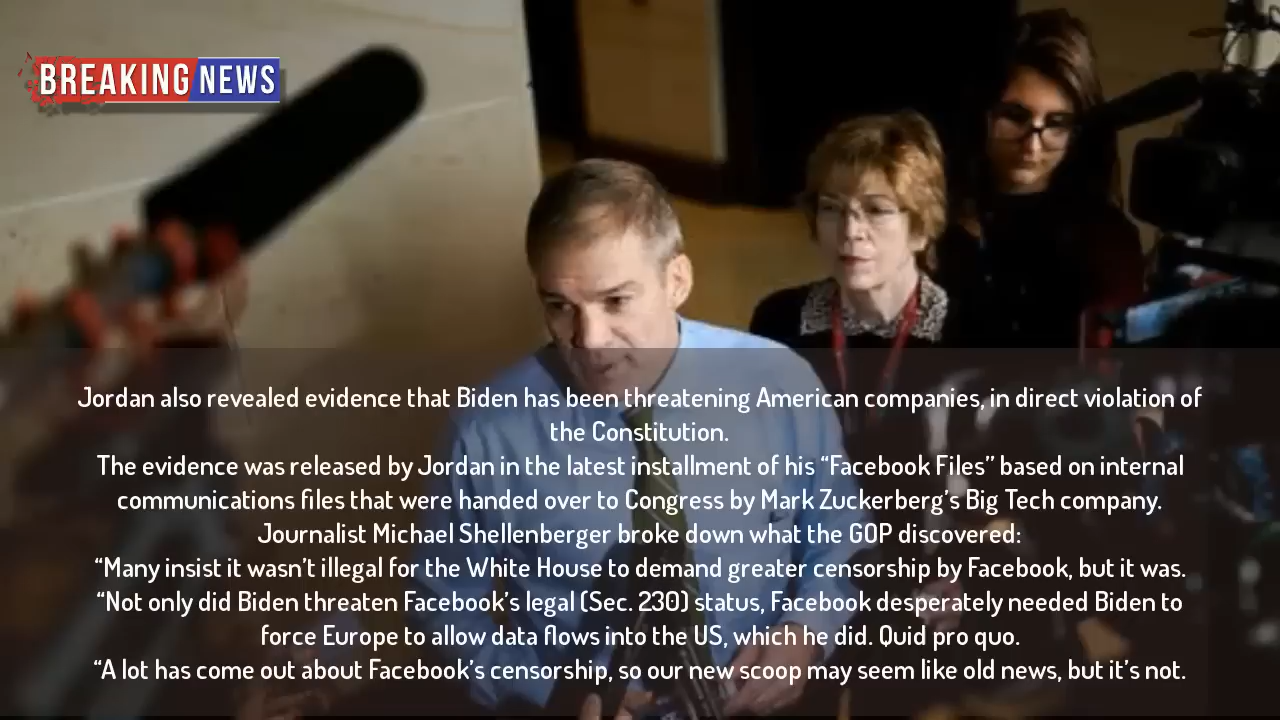 BREAKING NEWS
Jordan also revealed evidence that Biden has been threatening American companies, in direct violation of
the Constitution.
The evidence was released by Jordan in the latest installment of his “Facebook Files” based on internal
communications files that were handed over to Congress by Mark Zuckerberg’s Big Tech company.
Journalist Michael Shellenberger broke down what the GOP discovered:
“Many insist it wasn’t illegal for the White House to demand greater censorship by Facebook, but it was.
“Not only did Biden threaten Facebook’s legal (Sec. 230) status, Facebook desperately needed Biden to
force Europe to allow data flows into the US, which he did. Quid pro quo.
“A lot has come out about Facebook’s censorship, so our new scoop may seem like old news, but it’s not.